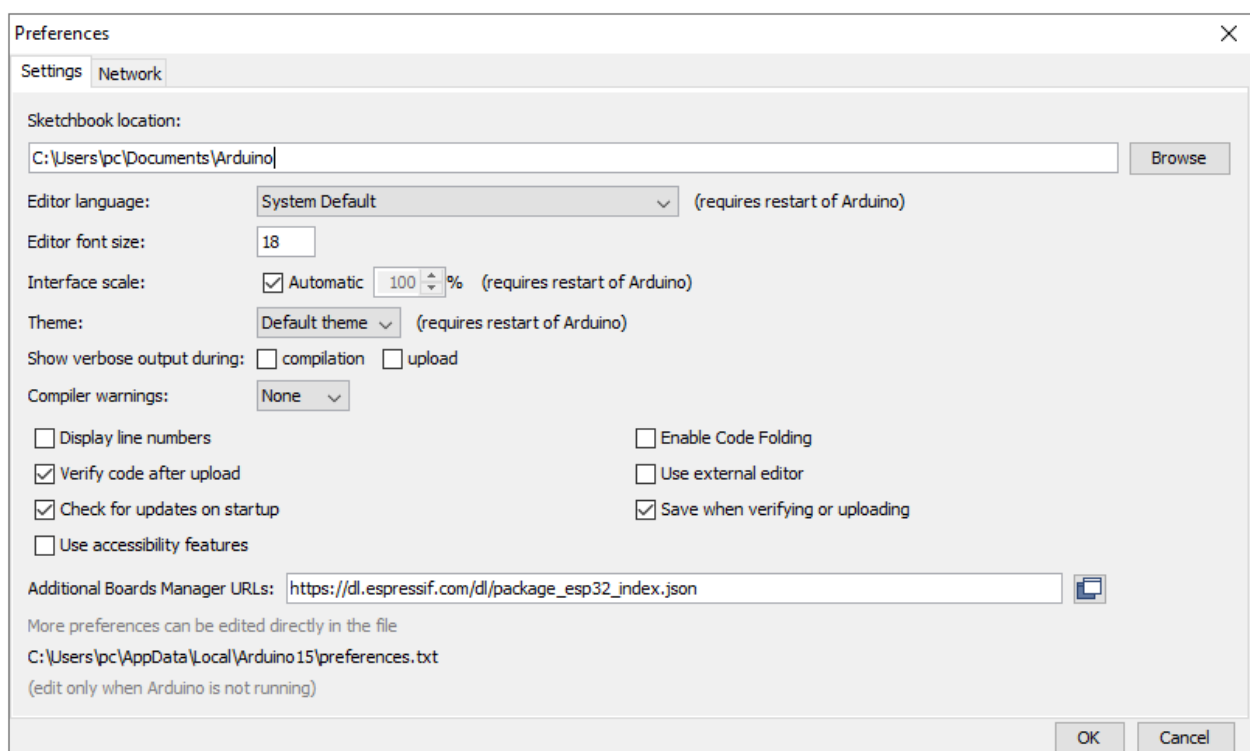 Preferences
Settings Network
Sketchbook location:
C:\Users\pc\Documents\Arduino Browse
Editor language: System Default (requires restart of Arduino)
Editor font size: 18
Interface scale: Automatic 100 % (requires restart of Arduino)
Theme: Default theme (requires restart of Arduino)
Show verbose output during: compilation upload
Compiler warnings: None
Display line numbers Enable Code Folding
Verify code after upload Use external editor
Check for updates on startup Save when verifying or uploading
Use accessibility features
Additional Boards Manager URLs: https://dl.espressif.com/dl/package_esp32_index.json
More preferences can be edited directly in the file
C:\Users\pc\AppData\Local\Arduino15\preferences.txt
(edit only when Arduino is not running)
OK Cancel